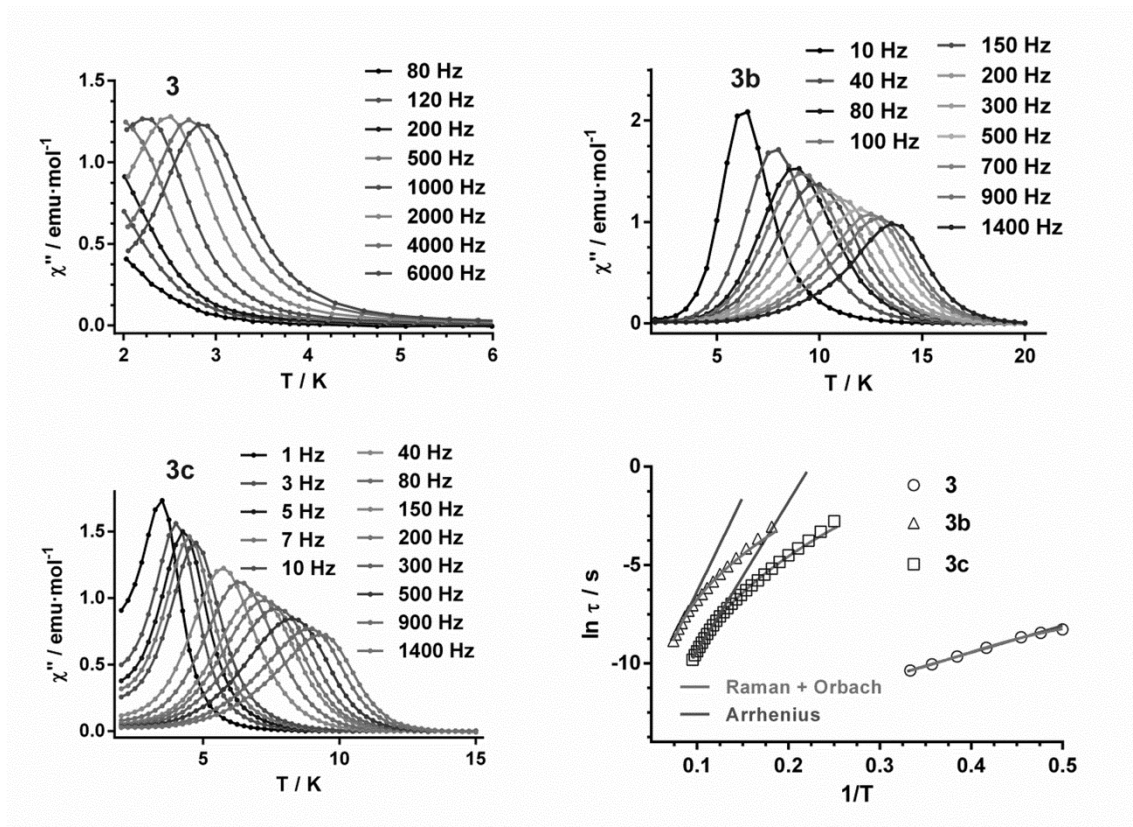 3
80 Hz
120 Hz
200 Hz
500 Hz
1000 Hz
2000 Hz
4000 Hz
6000 Hz
χ" / emu·mol⁻¹
1.5
1.0
0.5
0.0
2 3 4 5 6
T / K
3b
10 Hz
40 Hz
80 Hz
100 Hz
150 Hz
200 Hz
300 Hz
500 Hz
700 Hz
900 Hz
1400 Hz
χ" / emu·mol⁻¹
2
1
0
5 10 15 20
T / K
3c
1 Hz
3 Hz
5 Hz
7 Hz
10 Hz
40 Hz
80 Hz
150 Hz
200 Hz
300 Hz
500 Hz
900 Hz
1400 Hz
χ" / emu·mol⁻¹
1.5
1.0
0.5
0.0
5 10 15
T / K
ln τ / s
0
-5
-10
3
3b
3c
Raman + Orbach
Arrhenius
0.1 0.2 0.3 0.4 0.5
1/T